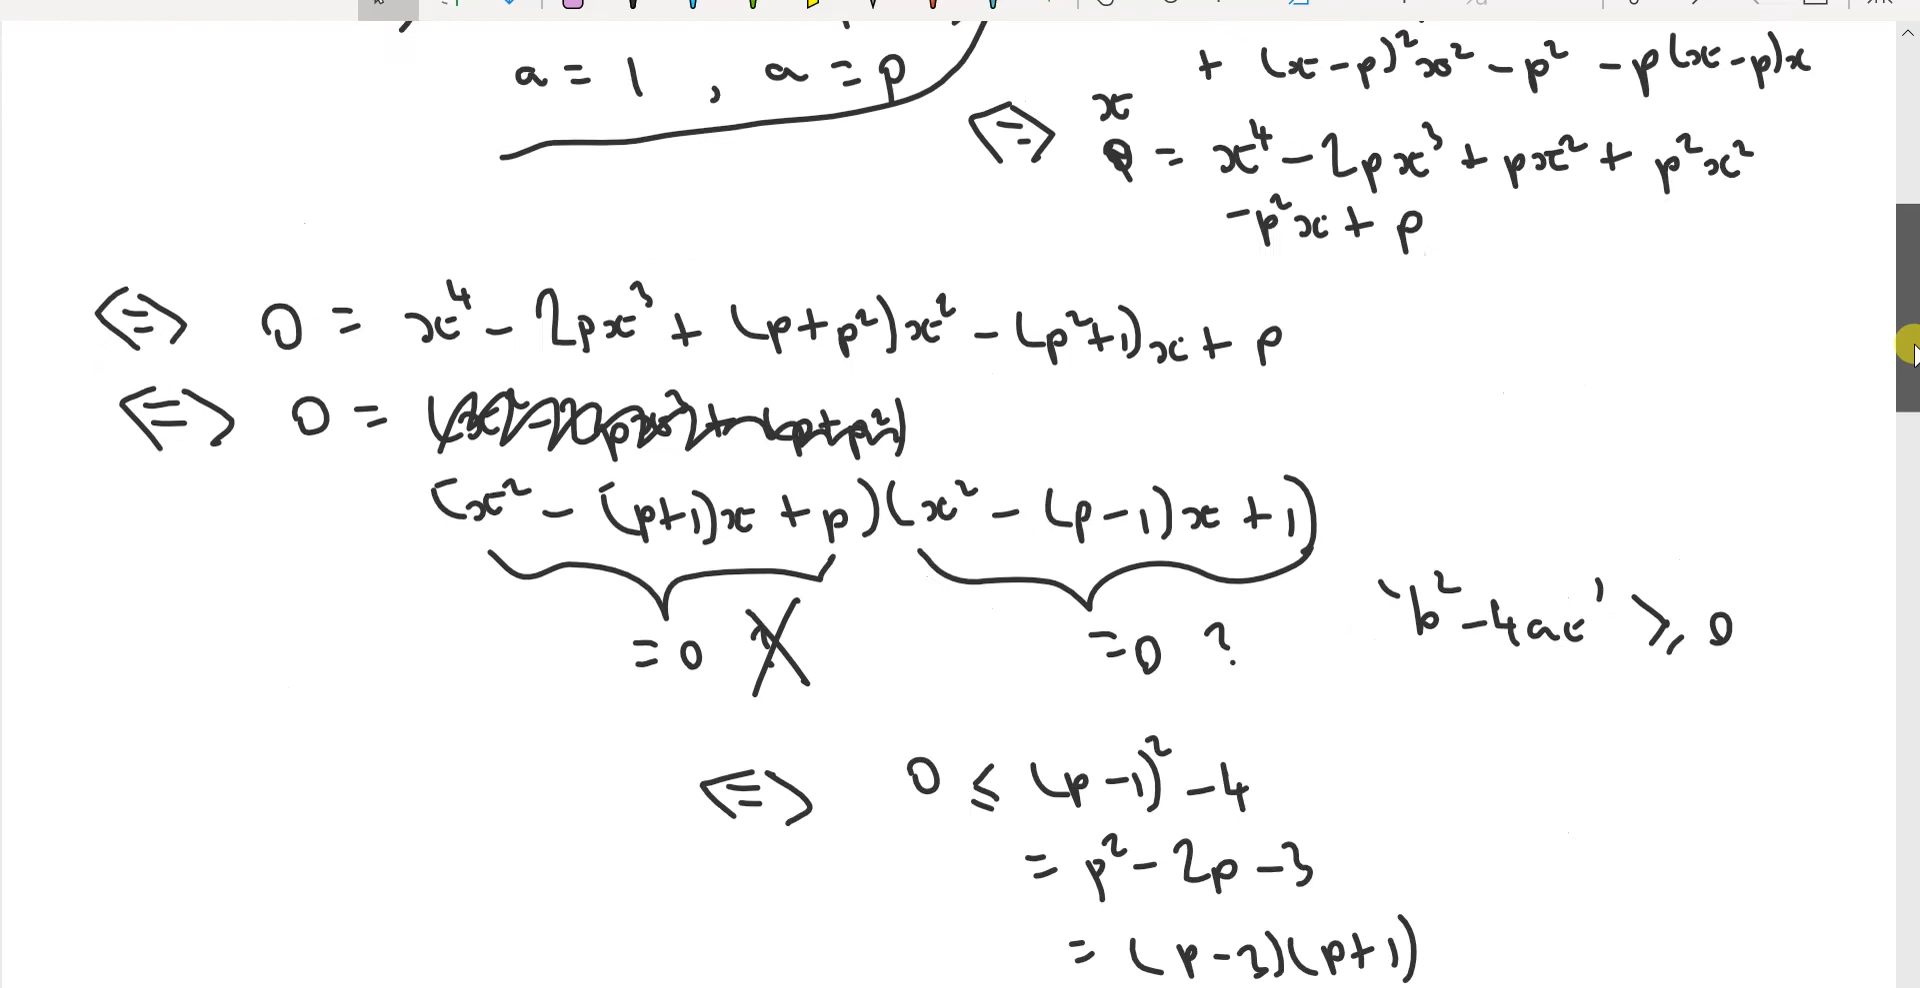 a = 1 , a = p
+ (x-p)²x² - p² - p(x-p)x
⇔ x = x⁴ - 2px³ + px² + p²x²
-p²x + p
⇔ 0 = x⁴ - 2px³ + (p+p²)x² - (p²+1)x + p
⇔ 0 =
(x² - (p+1)x + p)(x² - (p-1)x + 1)
= 0 = 0 ? 'b² - 4ac' ⩾ 0
⇔ 0 ≤ (p-1)² - 4
= p² - 2p - 3
= (p-3)(p+1)